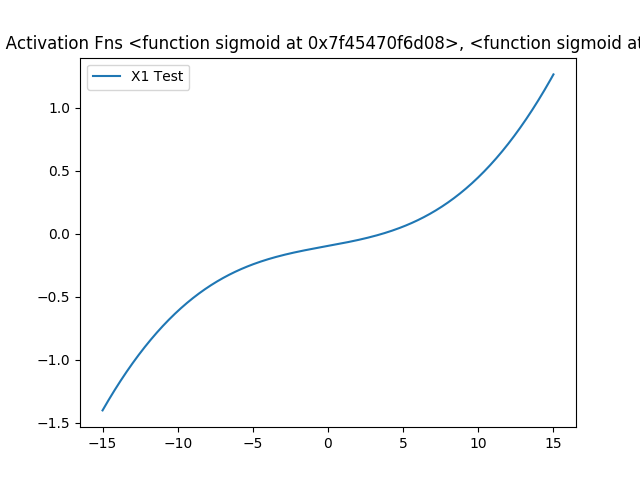 Activation Fns <function sigmoid at 0x7f45470f6d08>, <function sigmoid at
X1 Test
1.0
0.5
0.0
−0.5
−1.0
−1.5
−15 −10 −5 0 5 10 15